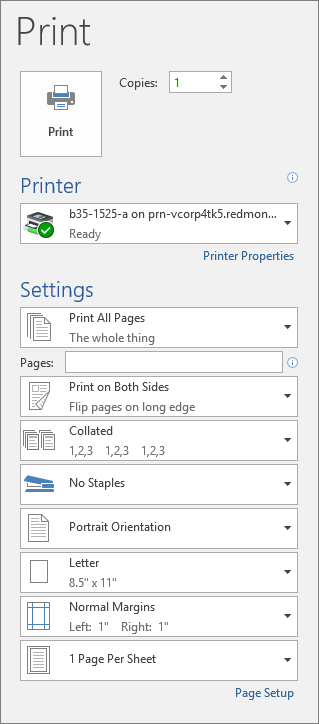 Print
Copies: 1
Print
Printer
b35-1525-a on prn-vcorp4tk5.redmon...
Ready
Printer Properties
Settings
Print All Pages
The whole thing
Pages:
Print on Both Sides
Flip pages on long edge
Collated
1,2,3 1,2,3 1,2,3
No Staples
Portrait Orientation
Letter
8.5" x 11"
Normal Margins
Left: 1" Right: 1"
1 Page Per Sheet
Page Setup